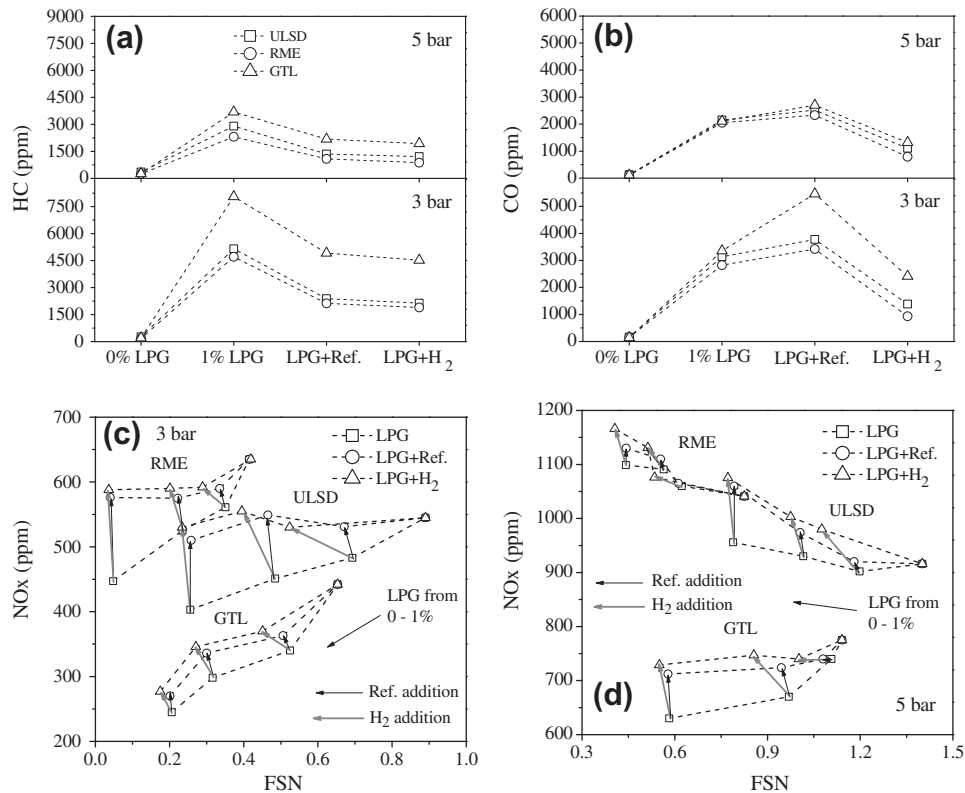 (a)
5 bar
ULSD
RME
GTL
9000
7500
6000
4500
3000
1500
0
3 bar
7500
6000
4500
3000
1500
0
HC (ppm)
0% LPG 1% LPG LPG+Ref. LPG+H2
(b)
5 bar
6000
5000
4000
3000
2000
1000
0
3 bar
5000
4000
3000
2000
1000
0
CO (ppm)
0% LPG 1% LPG LPG+Ref. LPG+H2
(c)
3 bar
LPG
LPG+Ref.
LPG+H2
RME
ULSD
GTL
LPG from
0 - 1%
Ref. addition
H2 addition
700
600
500
400
300
200
NOx (ppm)
0.0 0.2 0.4 0.6 0.8 1.0
FSN
LPG
LPG+Ref.
LPG+H2
RME
ULSD
Ref. addition
H2 addition
LPG from
0 - 1%
GTL
(d)
5 bar
1200
1100
1000
900
800
700
600
NOx (ppm)
0.3 0.6 0.9 1.2 1.5
FSN